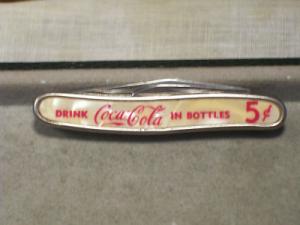 DRINK Coca-Cola IN BOTTLES 5¢